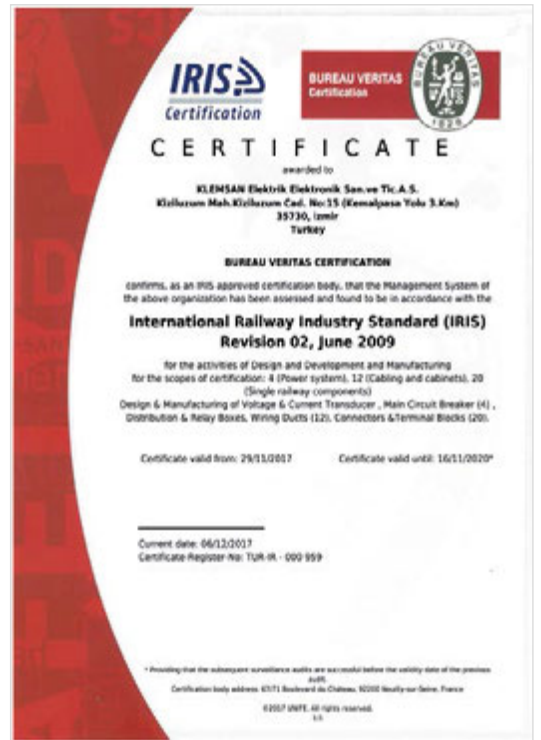 IRIS
Certification
BUREAU VERITAS
Certification
BUREAU VERITAS
1828
CERTIFICATE
awarded to
KLEMSAN Elektrik Elektronik San.ve Tic.A.S.
Kiziluzum Mah.Kiziluzum Cad. No:15 (Kemalpasa Yolu 3.Km)
35730, Izmir
Turkey
BUREAU VERITAS CERTIFICATION
confirms, as an IRIS approved certification body, that the Management System of
the above organization has been assessed and found to be in accordance with the
International Railway Industry Standard (IRIS)
Revision 02, June 2009
for the activities of Design and Development and Manufacturing
for the scopes of certification: 4 (Power system), 12 (Cabling and cabinets), 20
(Single railway components)
Design & Manufacturing of Voltage & Current Transducer , Main Circuit Breaker (4) ,
Distribution & Relay Boxes, Wiring Ducts (12), Connectors &Terminal Blocks (20).
Certificate valid from: 29/11/2017 Certificate valid until: 16/11/2020*
Current date: 06/12/2017
Certificate-Register-No: TUR-IR - 000 959
* Providing that the subsequent surveillance audits are successful before the validity date of the previous
audit.
Certification body address: 67/71 Boulevard du Château, 92200 Neuilly-sur-Seine, France
©2017 UNIFE. All rights reserved.
1/1